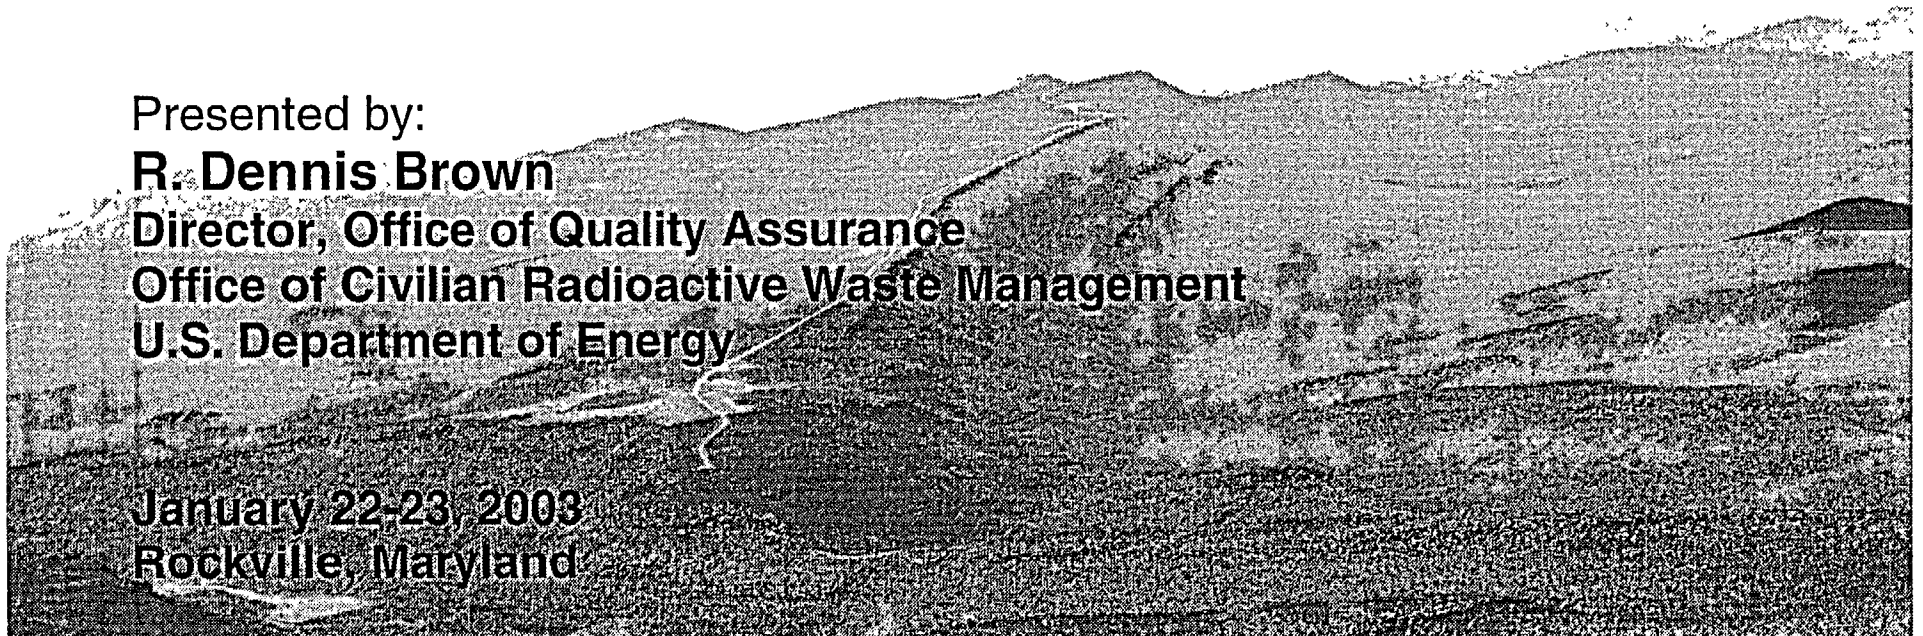 Presented by:
R. Dennis Brown
Director, Office of Quality Assurance
Office of Civilian Radioactive Waste Management
U.S. Department of Energy
January 22-23, 2003
Rockville, Maryland